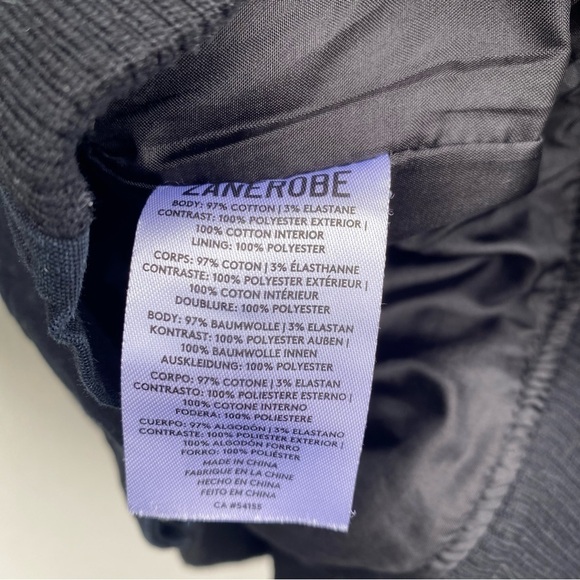 ZANEROBE
BODY: 97% COTTON | 3% ELASTANE
CONTRAST: 100% POLYESTER EXTERIOR |
100% COTTON INTERIOR
LINING: 100% POLYESTER
CORPS: 97% COTON | 3% ÉLASTHANNE
CONTRASTE: 100% POLYESTER EXTÉRIEUR |
100% COTON INTÉRIEUR
DOUBLURE: 100% POLYESTER
BODY: 97% BAUMWOLLE | 3% ELASTAN
KONTRAST: 100% POLYESTER AUBEN |
100% BAUMWOLLE INNEN
AUSKLEIDUNG: 100% POLYESTER
CORPO: 97% COTONE | 3% ELASTAN
CONTRASTO: 100% POLIESTERE ESTERNO |
100% COTONE INTERNO
FODERA: 100% POLIESTERE
CUERPO: 97% ALGODÓN | 3% ELASTANO
CONTRASTE: 100% POLIESTER EXTERIOR |
100% ALGODÓN FORRO
FORRO: 100% POLIÉSTER
MADE IN CHINA
FABRIQUE EN LA CHINE
HECHO EN CHINA
FEITO EM CHINA
CA #54155